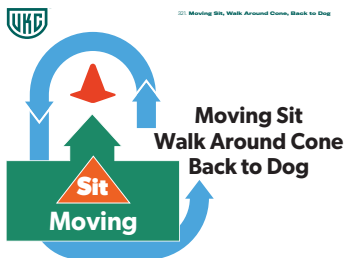 UKC
321. Moving Sit, Walk Around Cone, Back to Dog
Moving Sit
Walk Around Cone
Back to Dog
Sit
Moving